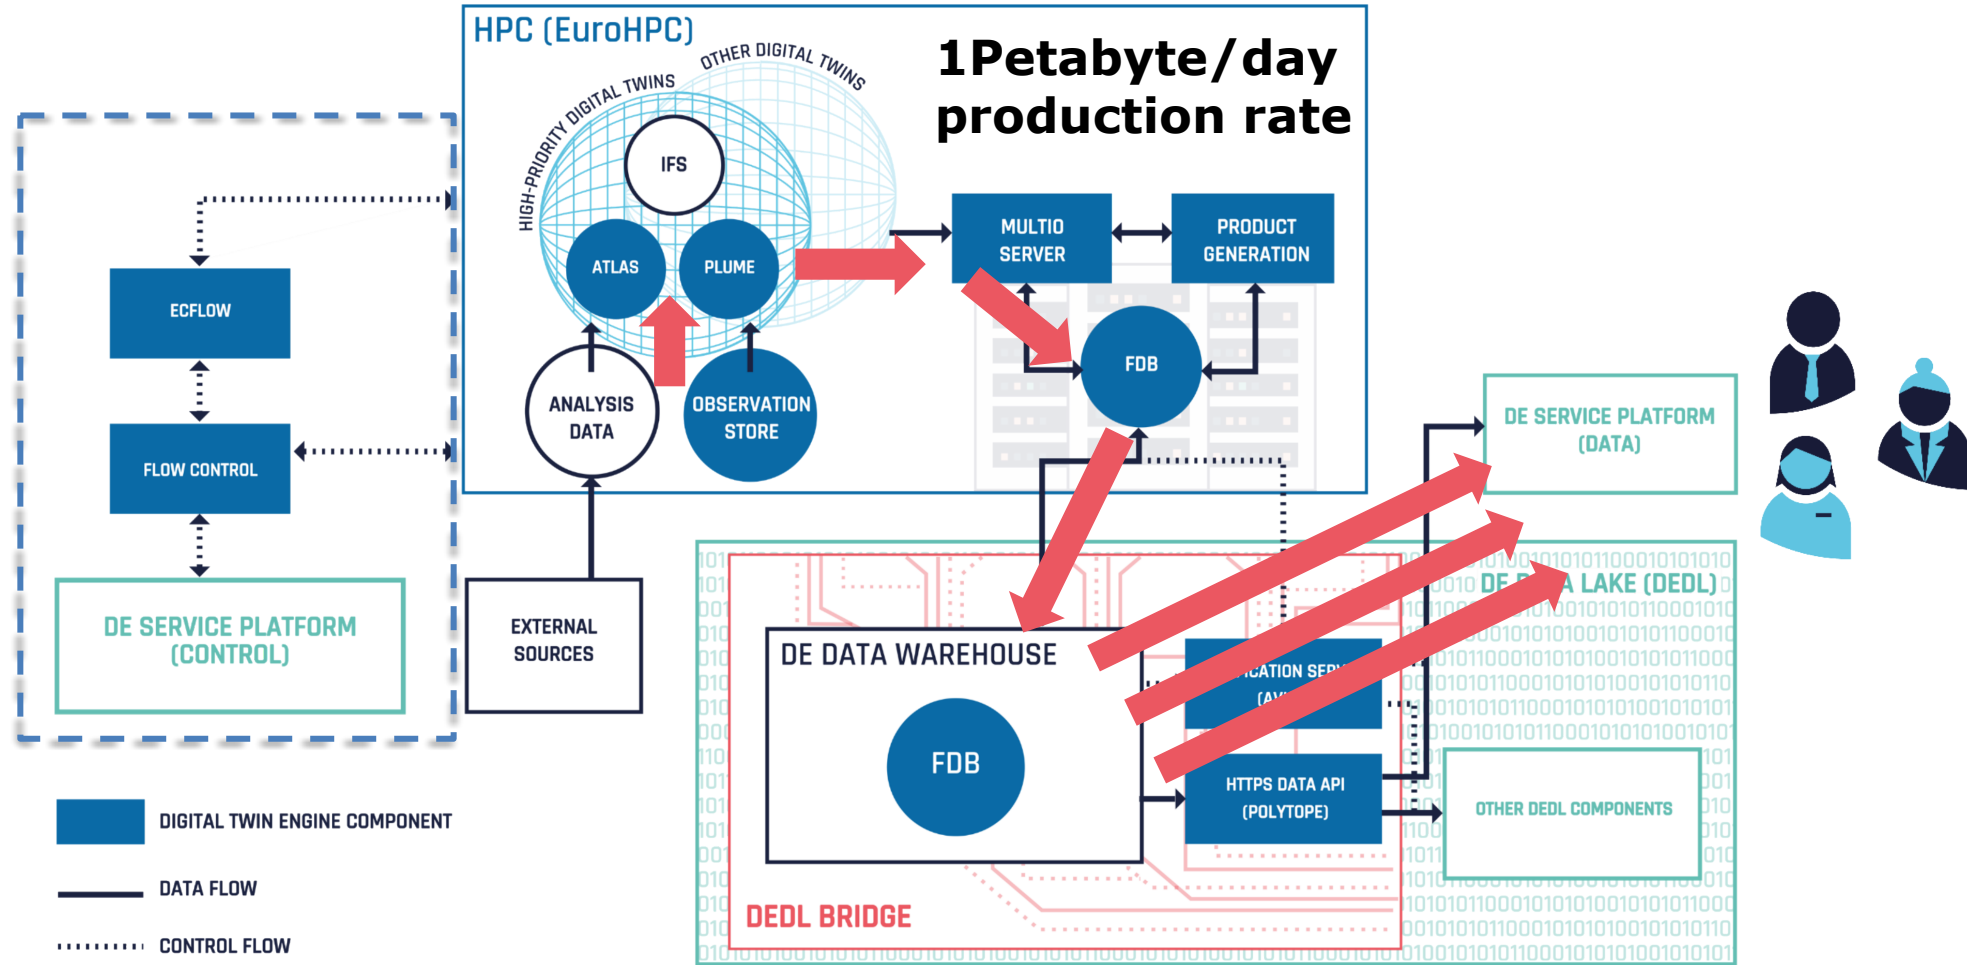 HPC (EuroHPC)
OTHER DIGITAL TWINS
HIGH-PRIORITY DIGITAL TWINS
1Petabyte/day
production rate
IFS
ATLAS
PLUME
MULTIO
SERVER
PRODUCT
GENERATION
FDB
ANALYSIS
DATA
OBSERVATION
STORE
ECFLOW
FLOW CONTROL
DE SERVICE PLATFORM
(CONTROL)
EXTERNAL
SOURCES
DE SERVICE PLATFORM
(DATA)
LAKE (DEDL)
DE DATA WAREHOUSE
FDB
HTTPS DATA API
(POLYTOPE)
OTHER DEDL COMPONENTS
DEDL BRIDGE
DIGITAL TWIN ENGINE COMPONENT
DATA FLOW
CONTROL FLOW